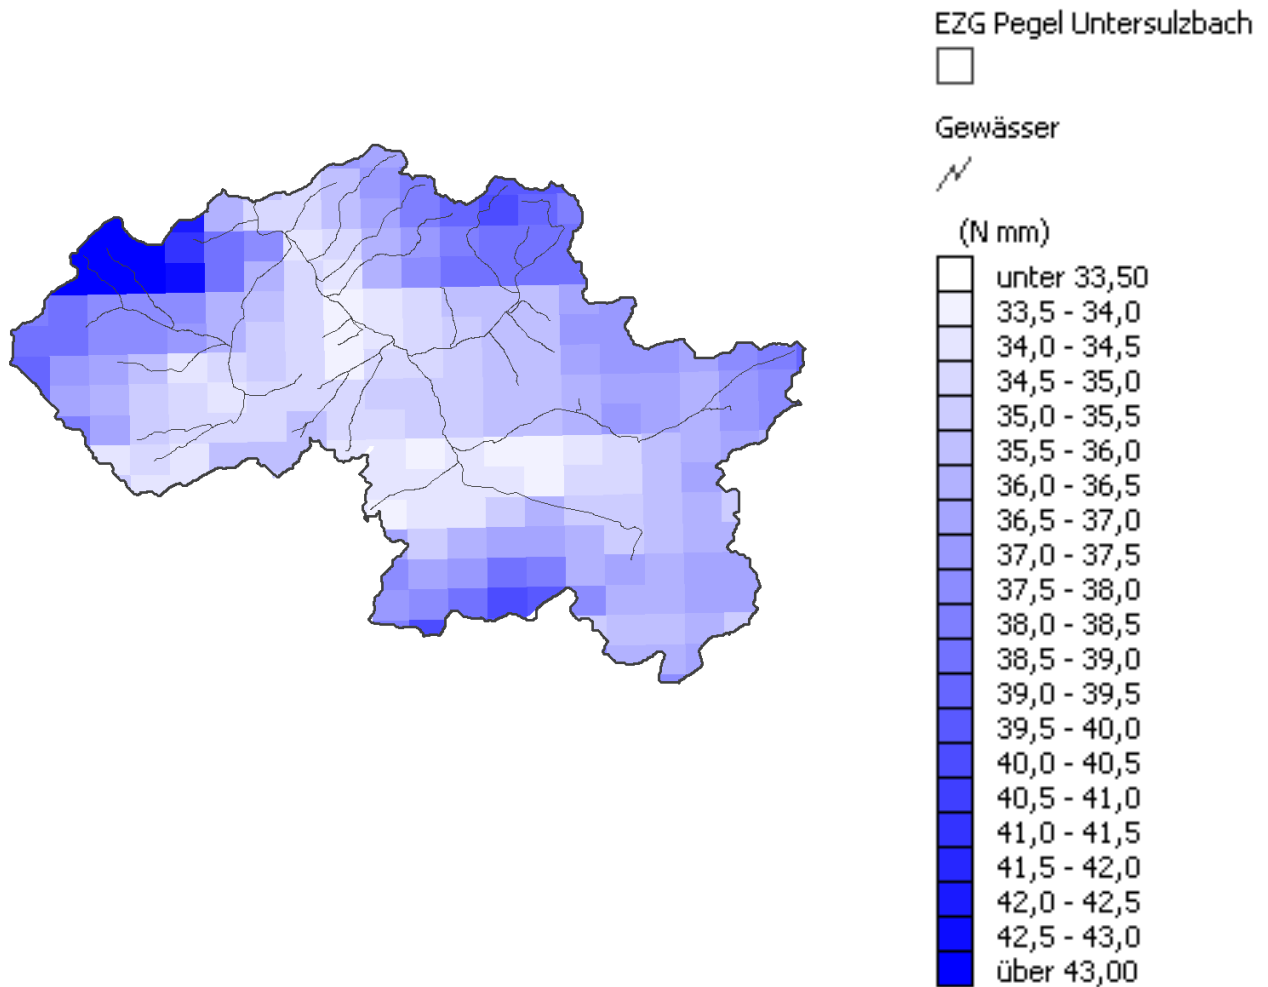 EZG Pegel Untersulzbach
Gewässer
(N mm)
unter 33,50
33,5 - 34,0
34,0 - 34,5
34,5 - 35,0
35,0 - 35,5
35,5 - 36,0
36,0 - 36,5
36,5 - 37,0
37,0 - 37,5
37,5 - 38,0
38,0 - 38,5
38,5 - 39,0
39,0 - 39,5
39,5 - 40,0
40,0 - 40,5
40,5 - 41,0
41,0 - 41,5
41,5 - 42,0
42,0 - 42,5
42,5 - 43,0
über 43,00